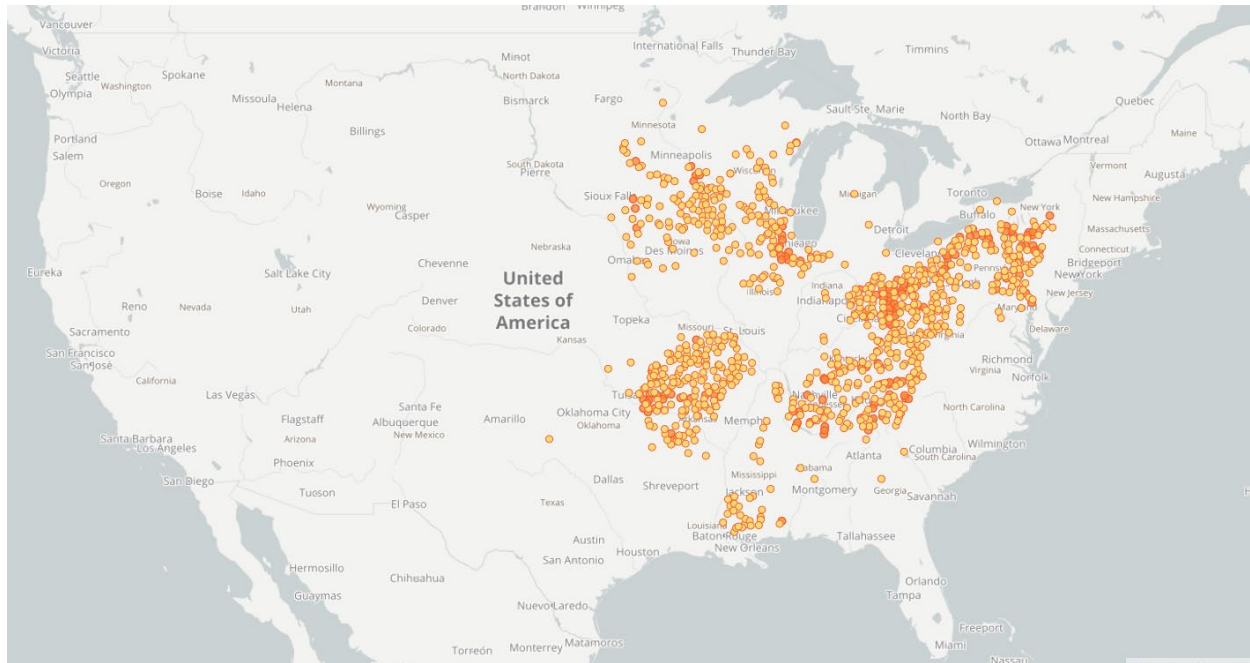 Brandon
Winnipeg
Vancouver
International Falls
Thunder Bay
Timmins
Victoria
Minot
Seattle
Spokane
North Dakota
Washington
Montana
Olympia
Missoula
Helena
Bismarck
Fargo
Quebec
Sault Ste. Marie
North Bay
Billings
Minnesota
Maine
Portland
Ottawa
Montreal
Salem
Minneapolis
South Dakota
Pierre
Vermont
Augusta
Oregon
Boise
Idaho
Toronto
New Hampshire
Sioux Falls
Michigan
Wyoming
Casper
Buffalo
New York
Massachusetts
Detroit
Iowa
Nebraska
Des Moines
Connecticut
Cheyenne
Bridgeport
Eureka
Salt Lake City
New York
United
States of
America
Illinois
Indiana
New Jersey
Denver
Reno
Nevada
Utah
Topeka
Missouri
St. Louis
Delaware
Sacramento
Colorado
Kansas
San Francisco
San José
Richmond
Virginia
Norfolk
California
Las Vegas
Nashville
Santa Fe
North Carolina
Flagstaff
Albuquerque
Amarillo
Oklahoma City
Memphis
New Mexico
Oklahoma
Santa Barbara
Arizona
Wilmington
Los Angeles
Columbia
Atlanta
South Carolina
Phoenix
Mississippi
Alabama
San Diego
Dallas
Shreveport
Jackson
Montgomery
Georgia
Savannah
Tucson
El Paso
Texas
Louisiana
Austin
Baton Rouge
Tallahassee
Houston
New Orleans
San Antonio
Hermosillo
Chihuahua
Orlando
Guaymas
Tampa
Nuevo Laredo
Freeport
Monterrey
Matamoros
Miami
Torreón
Nassau